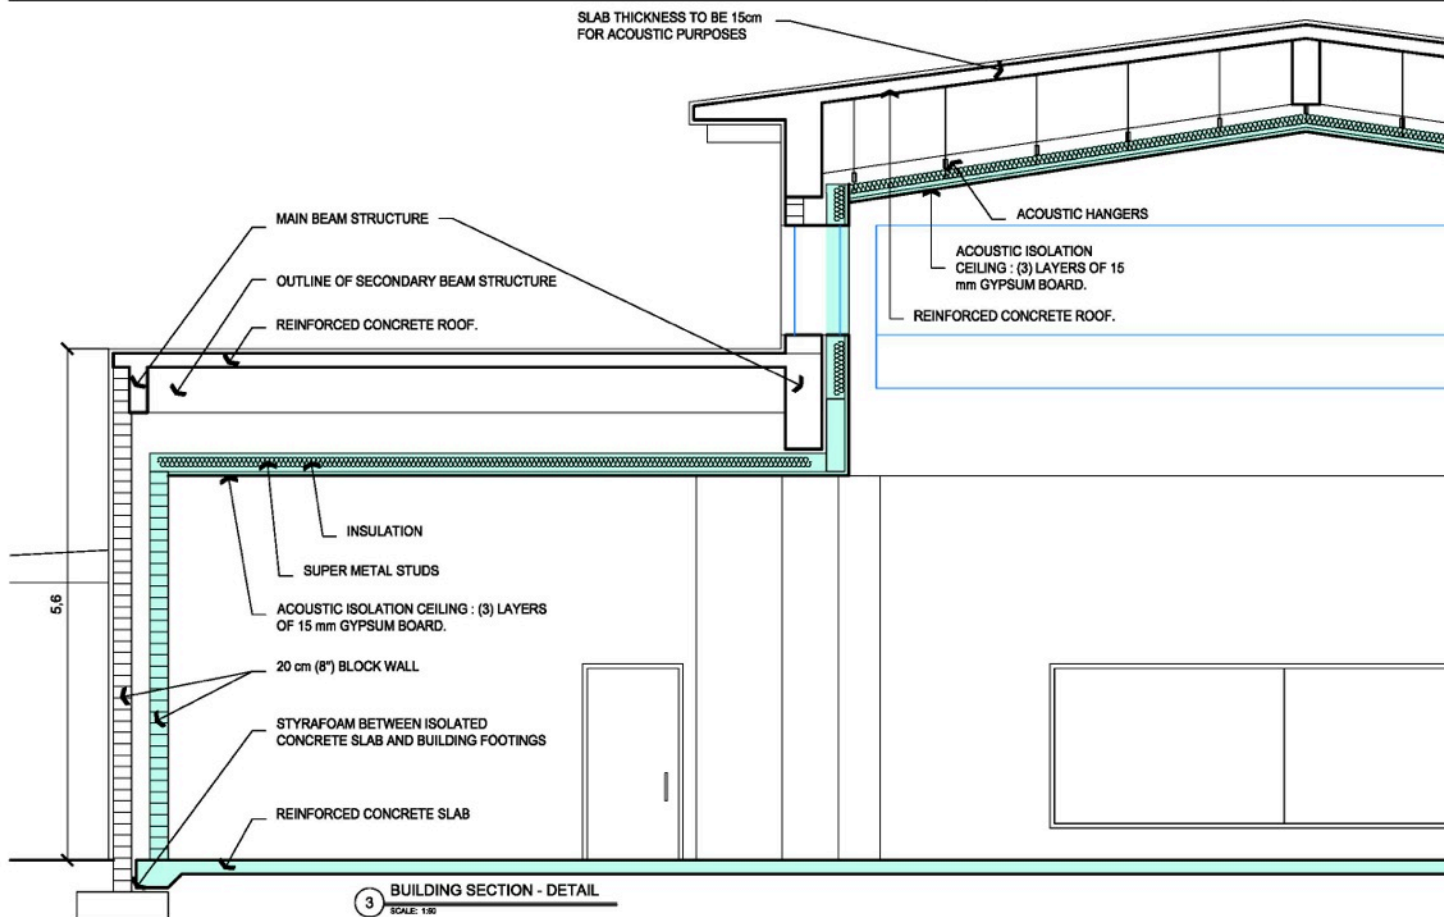 SLAB THICKNESS TO BE 15cm
FOR ACOUSTIC PURPOSES
MAIN BEAM STRUCTURE
ACOUSTIC HANGERS
OUTLINE OF SECONDARY BEAM STRUCTURE
ACOUSTIC ISOLATION
CEILING : (3) LAYERS OF 15
mm GYPSUM BOARD.
REINFORCED CONCRETE ROOF.
REINFORCED CONCRETE ROOF.
INSULATION
SUPER METAL STUDS
5,6
ACOUSTIC ISOLATION CEILING : (3) LAYERS
OF 15 mm GYPSUM BOARD.
20 cm (8") BLOCK WALL
STYRAFOAM BETWEEN ISOLATED
CONCRETE SLAB AND BUILDING FOOTINGS
REINFORCED CONCRETE SLAB
3 BUILDING SECTION - DETAIL
SCALE: 1:50